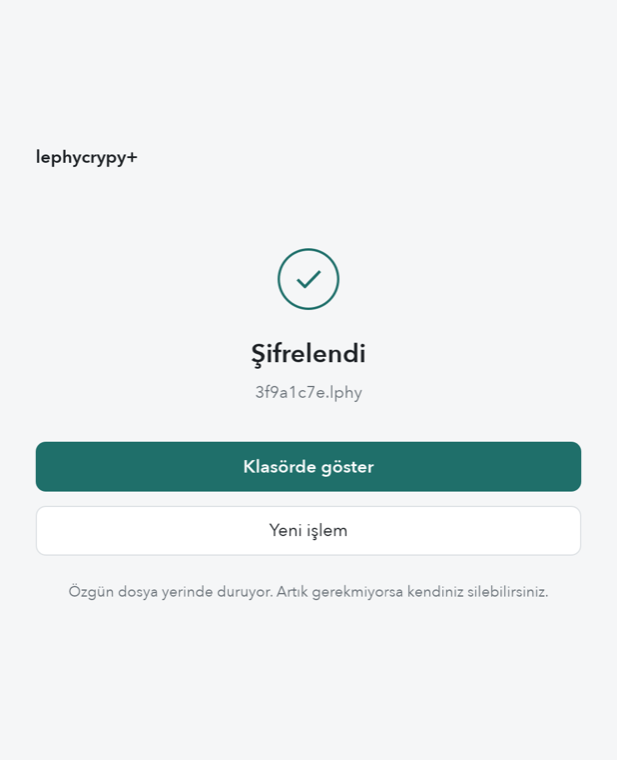 lephycrypy+
Şifrelendi
3f9a1c7e.lphy
Klasörde göster
Yeni işlem
Özgün dosya yerinde duruyor. Artık gerekmiyorsa kendiniz silebilirsiniz.